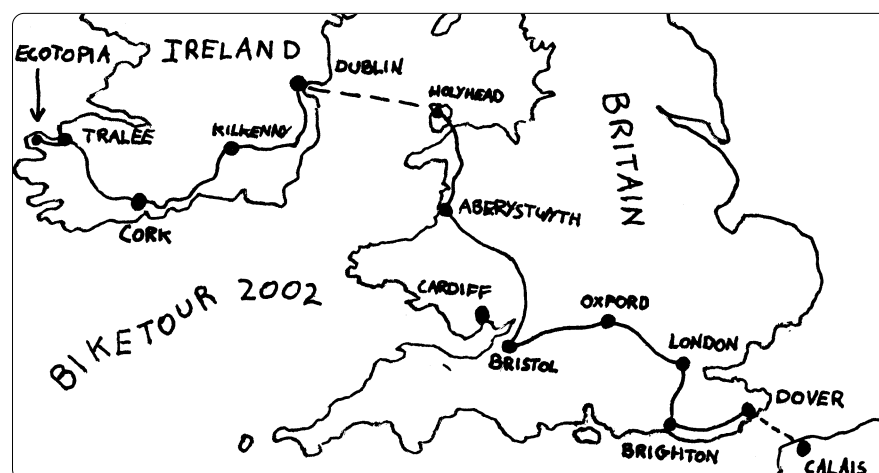 IRELAND
ECOTOPIA
DUBLIN
HOLYHEAD
BRITAIN
TRALEE
KILKENNY
ABERYSTWYTH
CORK
CARDIFF
BIKETOUR 2002
OXFORD
BRISTOL
LONDON
DOVER
BRIGHTON
CALAIS